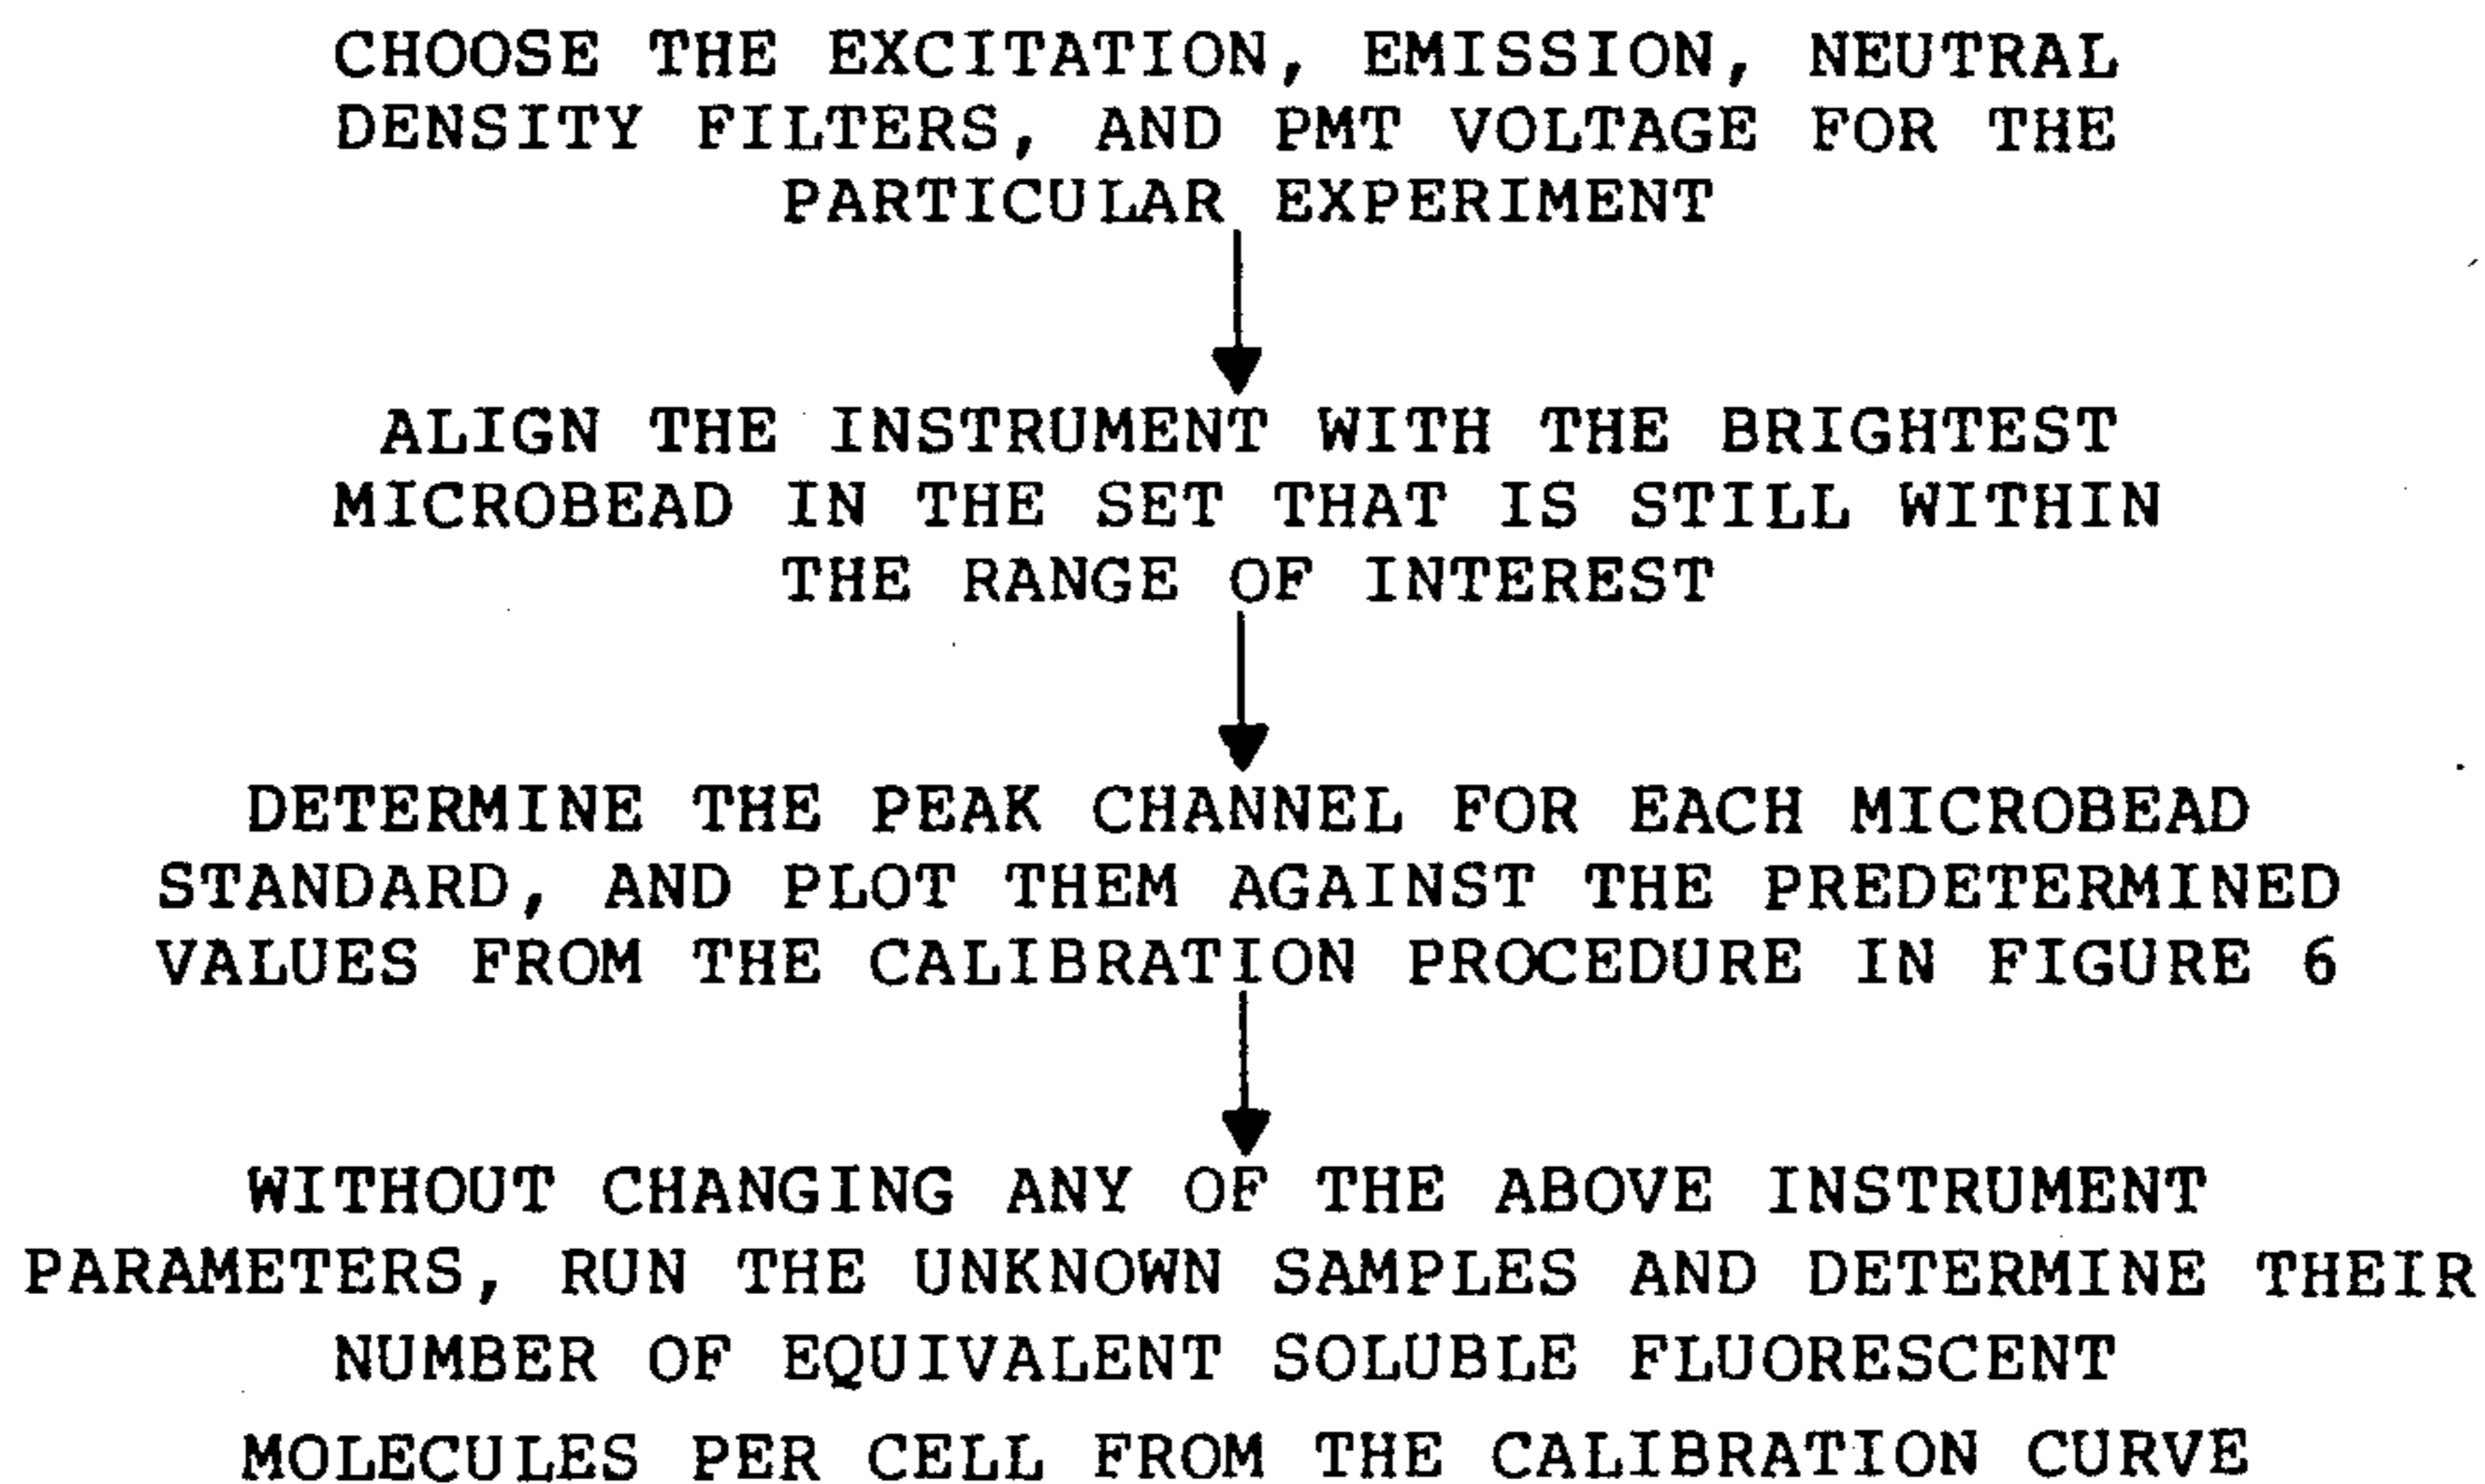 CHOOSE THE EXCITATION, EMISSION, NEUTRAL
DENSITY FILTERS, AND PMT VOLTAGE FOR THE
PARTICULAR EXPERIMENT
ALIGN THE INSTRUMENT WITH THE BRIGHTEST
MICROBEAD IN THE SET THAT IS STILL WITHIN
THE RANGE OF INTEREST
DETERMINE THE PEAK CHANNEL FOR EACH MICROBEAD
STANDARD, AND PLOT THEM AGAINST THE PREDETERMINED
VALUES FROM THE CALIBRATION PROCEDURE IN FIGURE 6
WITHOUT CHANGING ANY OF THE ABOVE INSTRUMENT
PARAMETERS, RUN THE UNKNOWN SAMPLES AND DETERMINE THEIR
NUMBER OF EQUIVALENT SOLUBLE FLUORESCENT
MOLECULES PER CELL FROM THE CALIBRATION CURVE